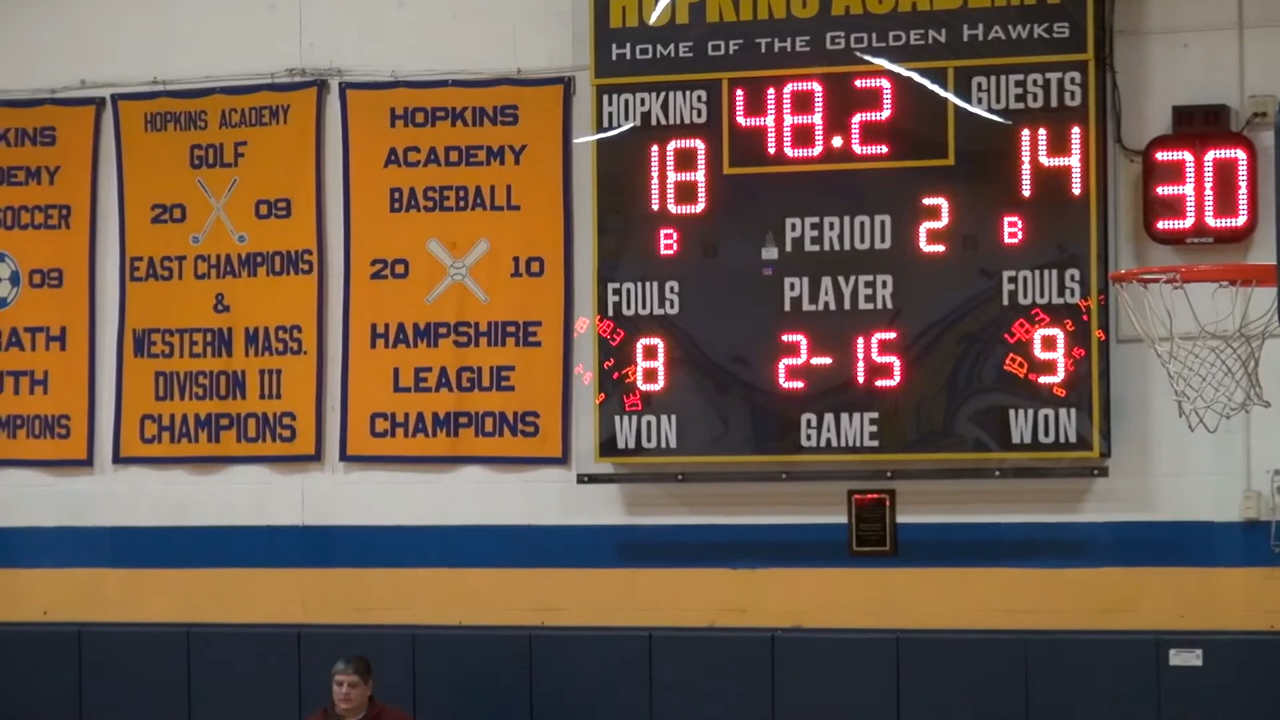 KINS
DEMY
SOCCER
09
RATH
UTH
MPIONS
HOPKINS ACADEMY
GOLF
20 09
EAST CHAMPIONS
&
WESTERN MASS.
DIVISION III
CHAMPIONS
HOPKINS
ACADEMY
BASEBALL
20 10
HAMPSHIRE
LEAGUE
CHAMPIONS
HOPKINS ACADEMY
HOME OF THE GOLDEN HAWKS
HOPKINS 48.2 GUESTS
18 14
B PERIOD 2 B
FOULS PLAYER FOULS
8 2-15 9
WON GAME WON
30